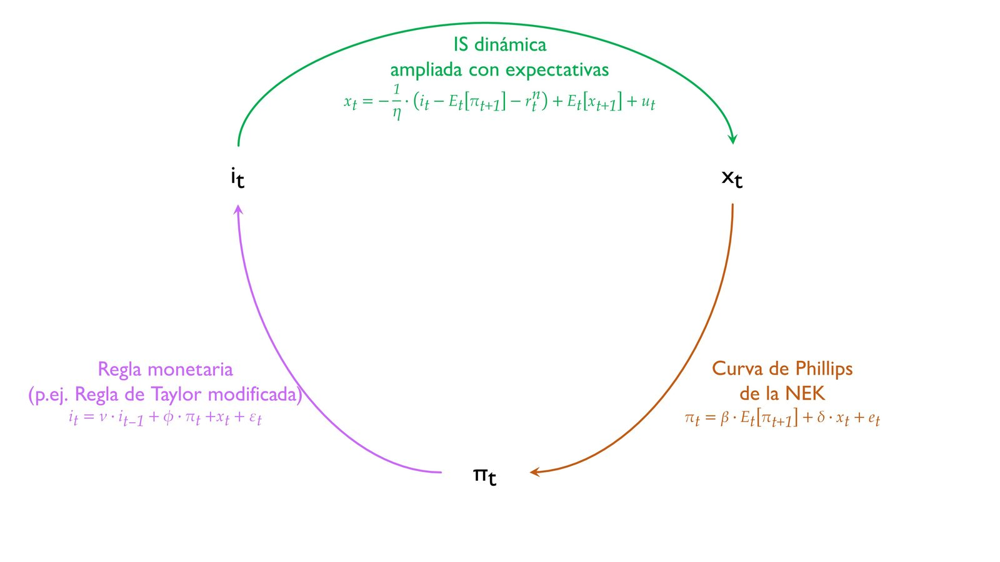 IS dinámica
ampliada con expectativas
x_t = −1/η · (i_t − E_t[π_{t+1}] − r_t^n) + E_t[x_{t+1}] + u_t
i_t
x_t
Regla monetaria
(p.ej. Regla de Taylor modificada)
i_t = ν · i_{t−1} + ϕ · π_t +x_t + ε_t
Curva de Phillips
de la NEK
π_t = β · E_t[π_{t+1}] + δ · x_t + e_t
π_t